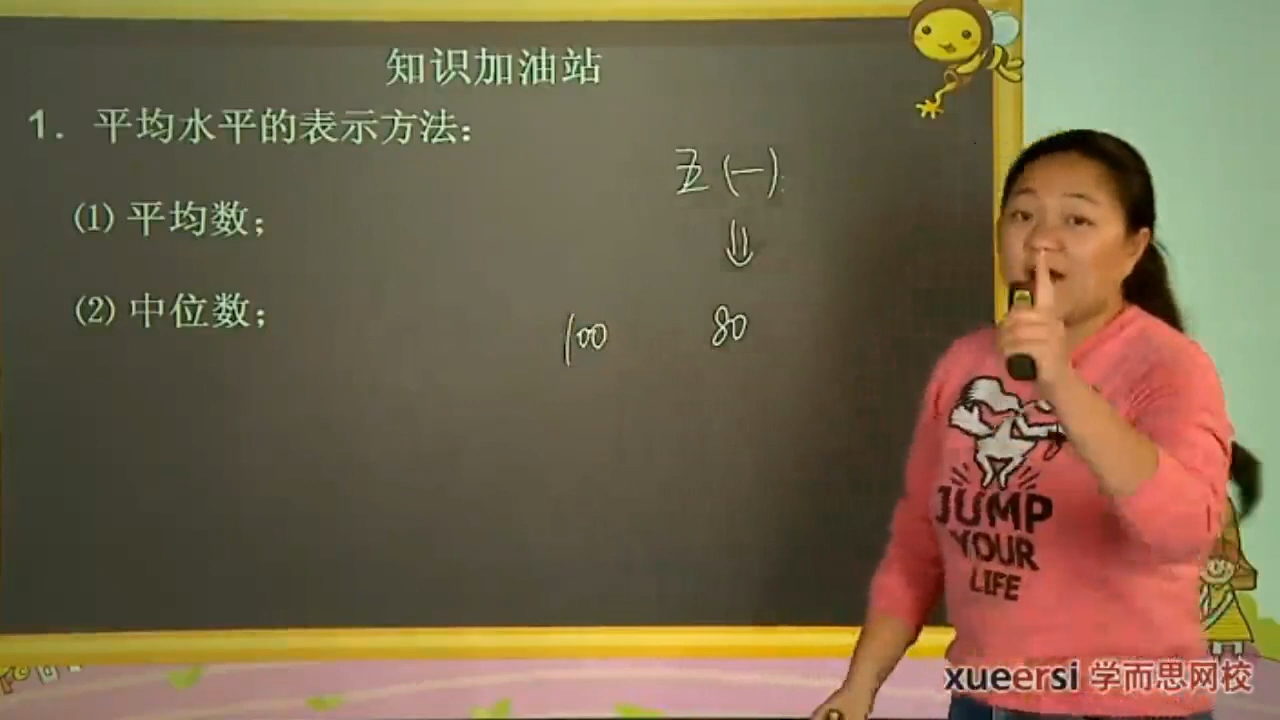 知识加油站
1. 平均水平的表示方法:
(1) 平均数;
五(一)
(2) 中位数;
100 80
JUMP
YOUR
LIFE
xueersi 学而思网校